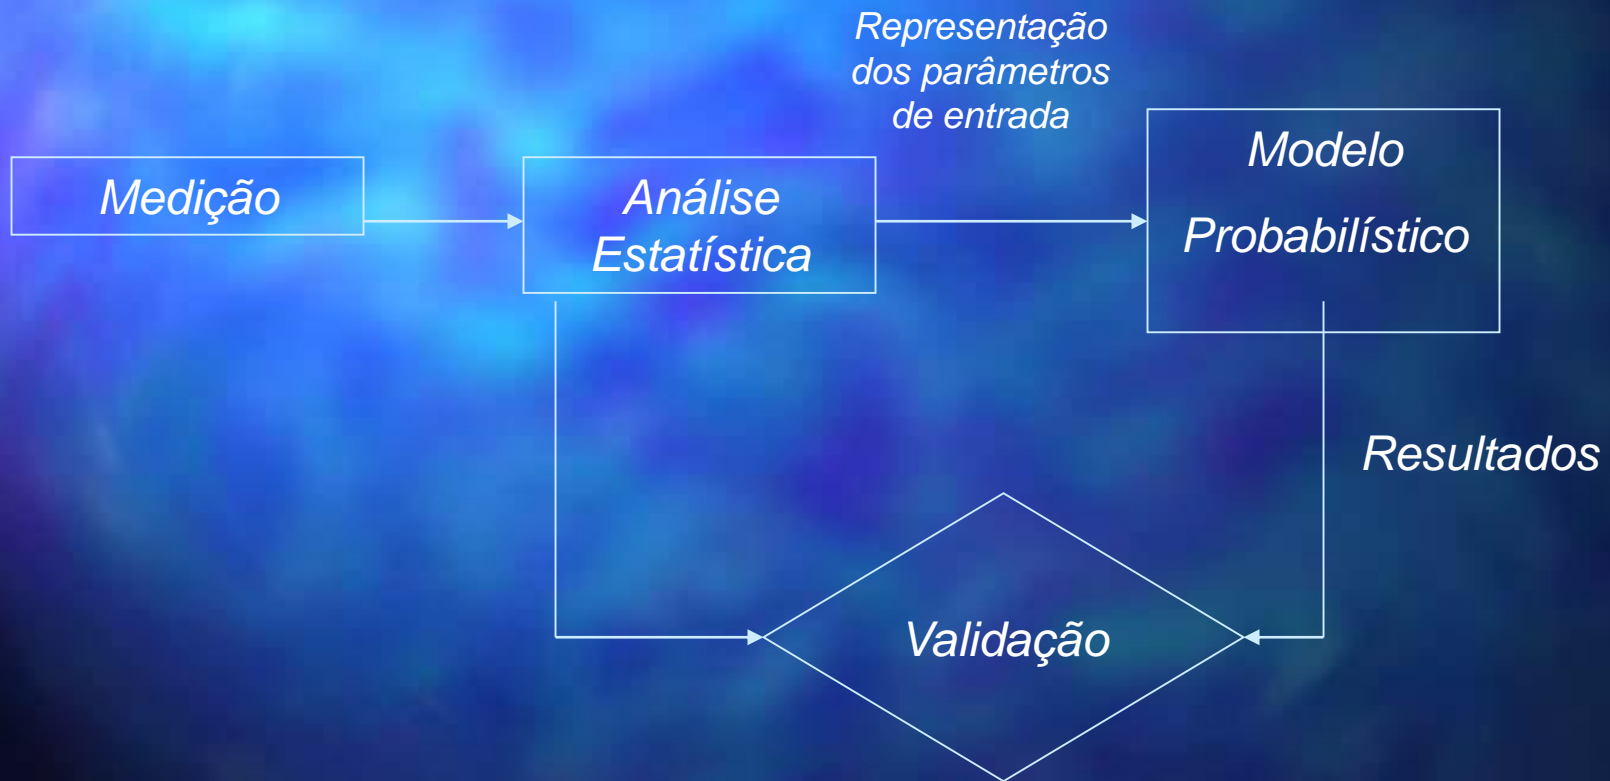 Representação
dos parâmetros
de entrada
Medição
Análise
Estatística
Modelo
Probabilístico
Resultados
Validação